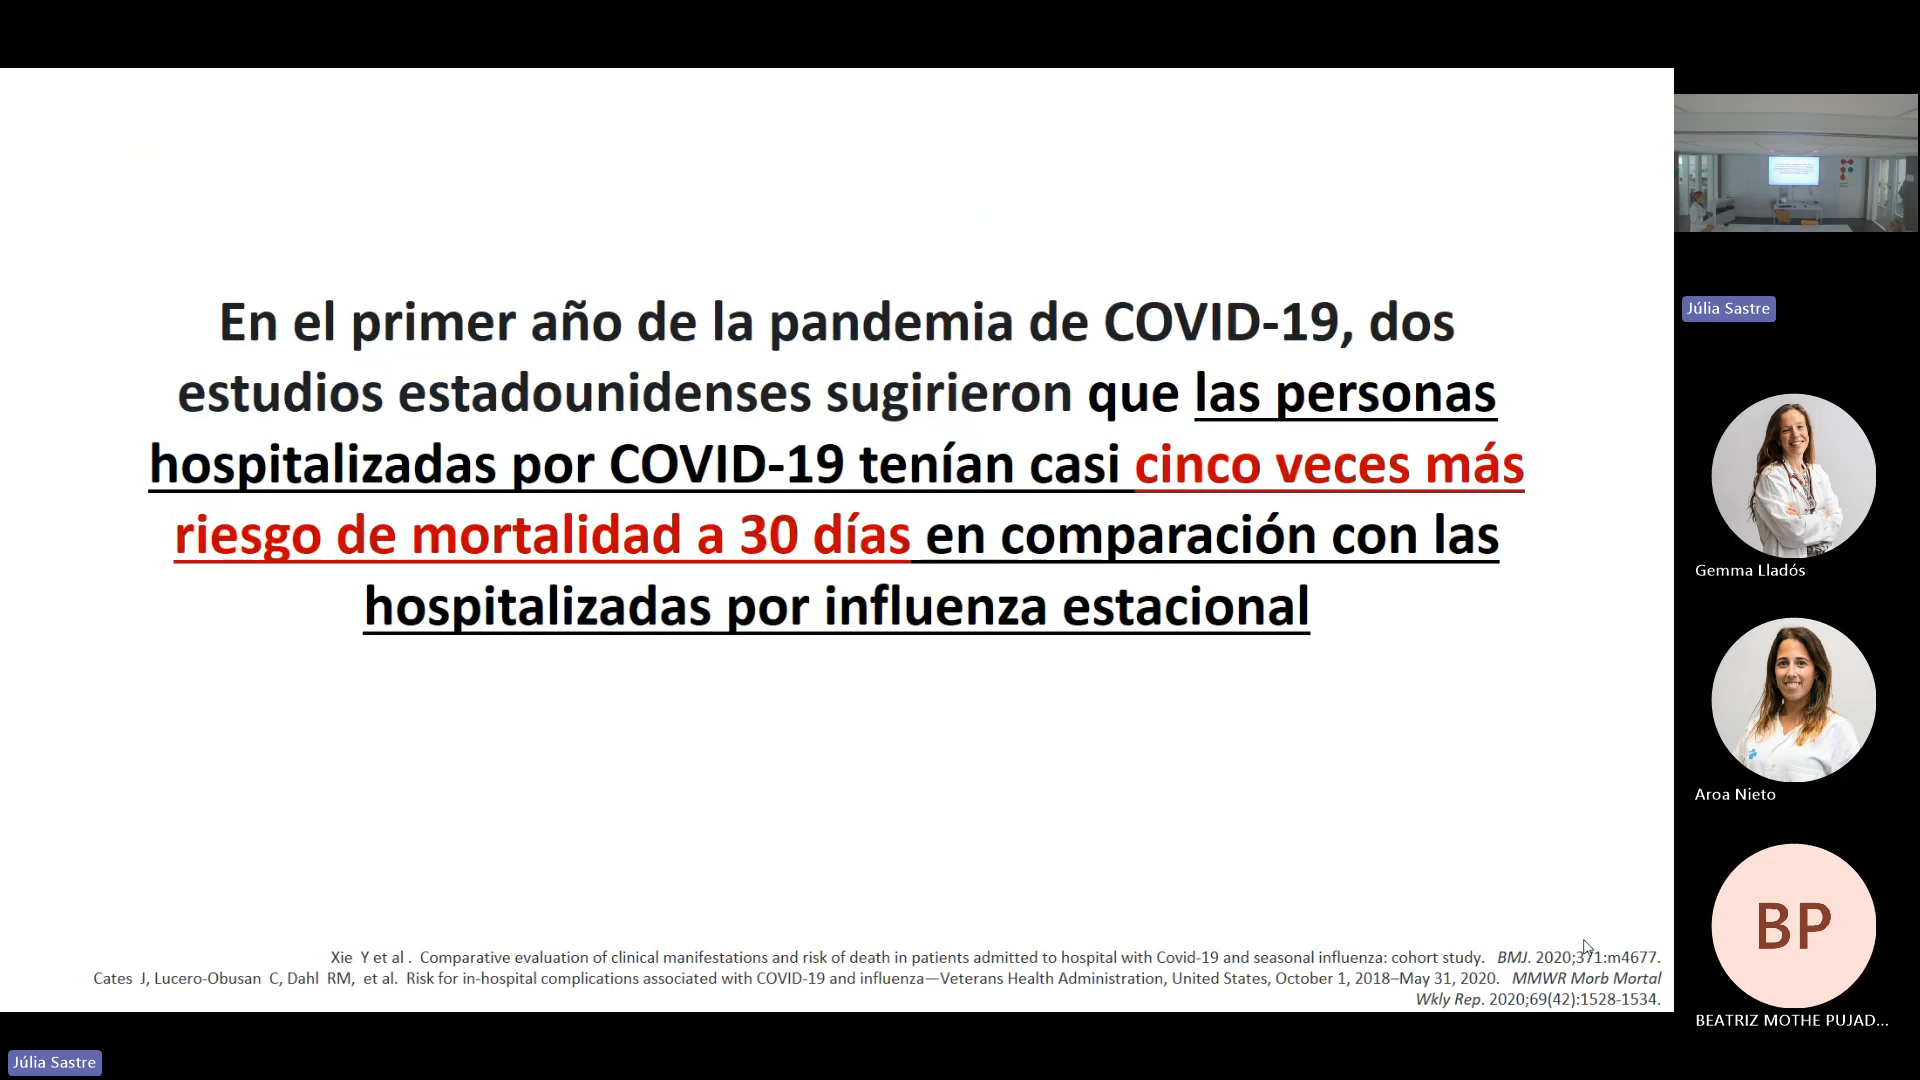 En el primer año de la pandemia de COVID-19, dos
estudios estadounidenses sugirieron que las personas
hospitalizadas por COVID-19 tenían casi cinco veces más
riesgo de mortalidad a 30 días en comparación con las
hospitalizadas por influenza estacional
Xie Y et al . Comparative evaluation of clinical manifestations and risk of death in patients admitted to hospital with Covid-19 and seasonal influenza: cohort study. BMJ. 2020;371:m4677.
Cates J, Lucero-Obusan C, Dahl RM, et al. Risk for in-hospital complications associated with COVID-19 and influenza—Veterans Health Administration, United States, October 1, 2018–May 31, 2020. MMWR Morb Mortal
Wkly Rep. 2020;69(42):1528-1534.
Júlia Sastre
Gemma Lladós
Aroa Nieto
BP
BEATRIZ MOTHE PUJAD...
Júlia Sastre